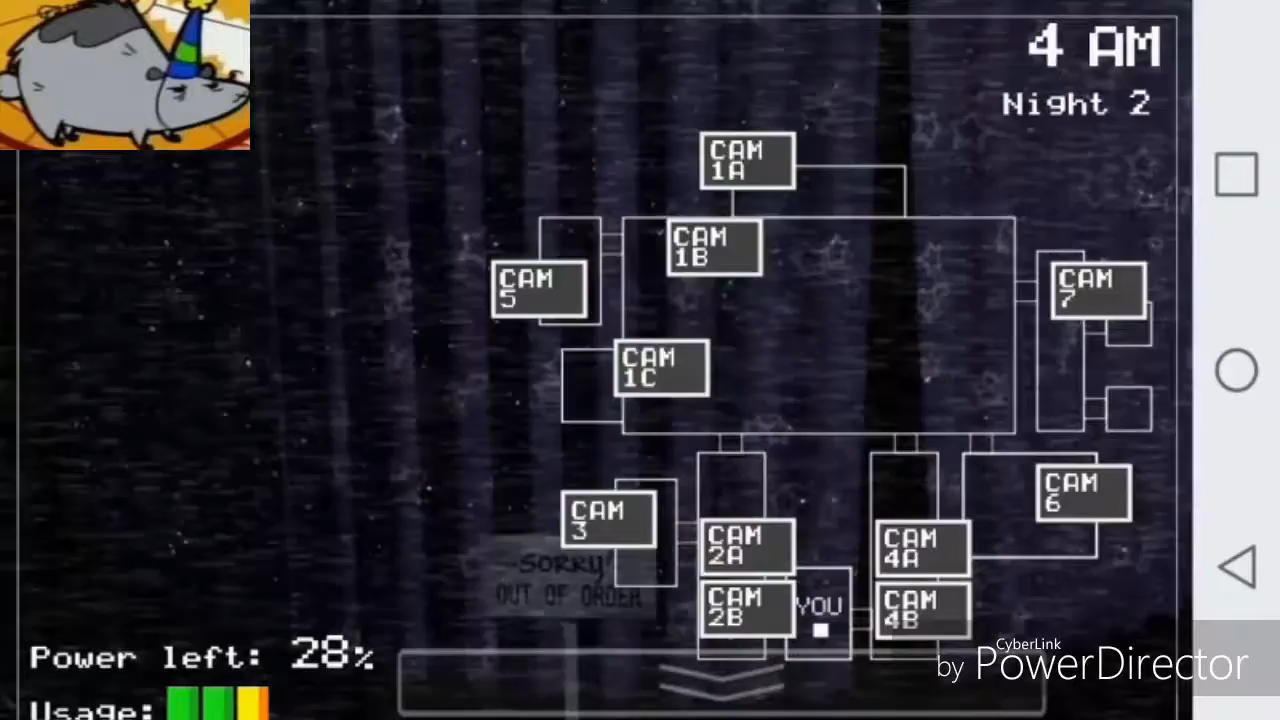 4 AM
Night 2
CAM
1A
CAM
1B
CAM
5
CAM
7
CAM
1C
CAM
6
CAM
3
CAM
2A
CAM
4A
SORRY!
OUT OF ORDER
CAM
2B
YOU
CAM
4B
CyberLink
by PowerDirector
Power left: 28%
Usage: